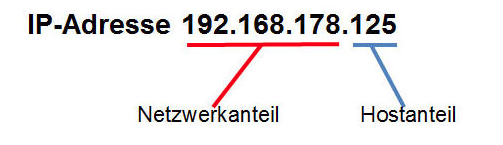 IP-Adresse 192.168.178.125
Netzwerkanteil Hostanteil